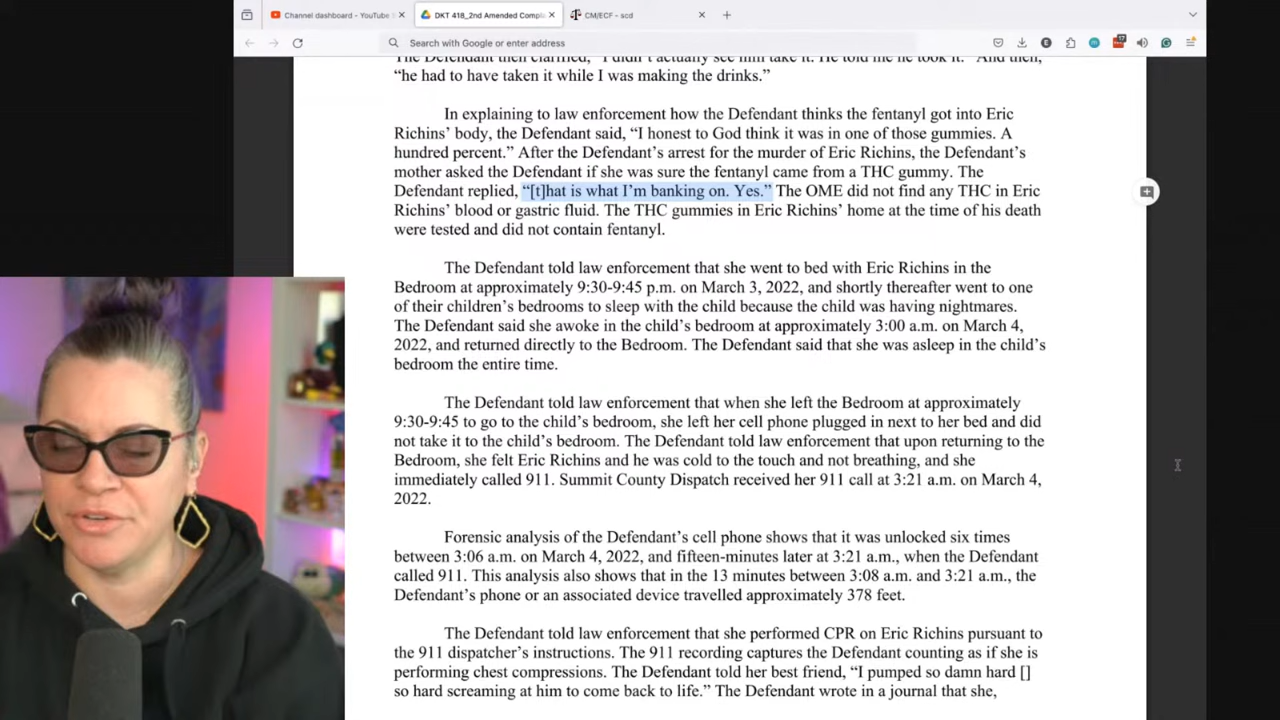 Channel dashboard - YouTube
DKT 418_2nd Amended Compl
CM/ECF - scd
Search with Google or enter address
The Defendant then clarified, “I didn’t actually see him take it. He told me he took it.” And then,
“he had to have taken it while I was making the drinks.”
In explaining to law enforcement how the Defendant thinks the fentanyl got into Eric
Richins’ body, the Defendant said, “I honest to God think it was in one of those gummies. A
hundred percent.” After the Defendant’s arrest for the murder of Eric Richins, the Defendant’s
mother asked the Defendant if she was sure the fentanyl came from a THC gummy. The
Defendant replied, “[t]hat is what I’m banking on. Yes.” The OME did not find any THC in Eric
Richins’ blood or gastric fluid. The THC gummies in Eric Richins’ home at the time of his death
were tested and did not contain fentanyl.
The Defendant told law enforcement that she went to bed with Eric Richins in the
Bedroom at approximately 9:30-9:45 p.m. on March 3, 2022, and shortly thereafter went to one
of their children’s bedrooms to sleep with the child because the child was having nightmares.
The Defendant said she awoke in the child’s bedroom at approximately 3:00 a.m. on March 4,
2022, and returned directly to the Bedroom. The Defendant said that she was asleep in the child’s
bedroom the entire time.
The Defendant told law enforcement that when she left the Bedroom at approximately
9:30-9:45 to go to the child’s bedroom, she left her cell phone plugged in next to her bed and did
not take it to the child’s bedroom. The Defendant told law enforcement that upon returning to the
Bedroom, she felt Eric Richins and he was cold to the touch and not breathing, and she
immediately called 911. Summit County Dispatch received her 911 call at 3:21 a.m. on March 4,
2022.
Forensic analysis of the Defendant’s cell phone shows that it was unlocked six times
between 3:06 a.m. on March 4, 2022, and fifteen-minutes later at 3:21 a.m., when the Defendant
called 911. This analysis also shows that in the 13 minutes between 3:08 a.m. and 3:21 a.m., the
Defendant’s phone or an associated device travelled approximately 378 feet.
The Defendant told law enforcement that she performed CPR on Eric Richins pursuant to
the 911 dispatcher’s instructions. The 911 recording captures the Defendant counting as if she is
performing chest compressions. The Defendant told her best friend, “I pumped so damn hard []
so hard screaming at him to come back to life.” The Defendant wrote in a journal that she,